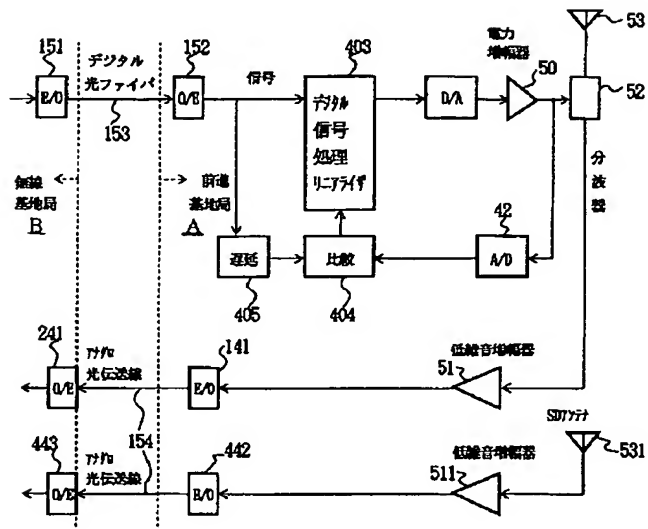 151
デジタル
光ファイバ
153
152
信号
403
電力
増幅器
50
53
52
E/O
O/E
デジタル
信号
処理
リニアライザ
D/A
分波器
無線
基地局
B
前進
基地局
A
遅延
405
比較
404
42
A/D
241
O/E
アナログ
光伝送線
141
E/O
低雑音増幅器
51
154
443
O/E
アナログ
光伝送線
442
E/O
低雑音増幅器
511
SDアンテナ
531